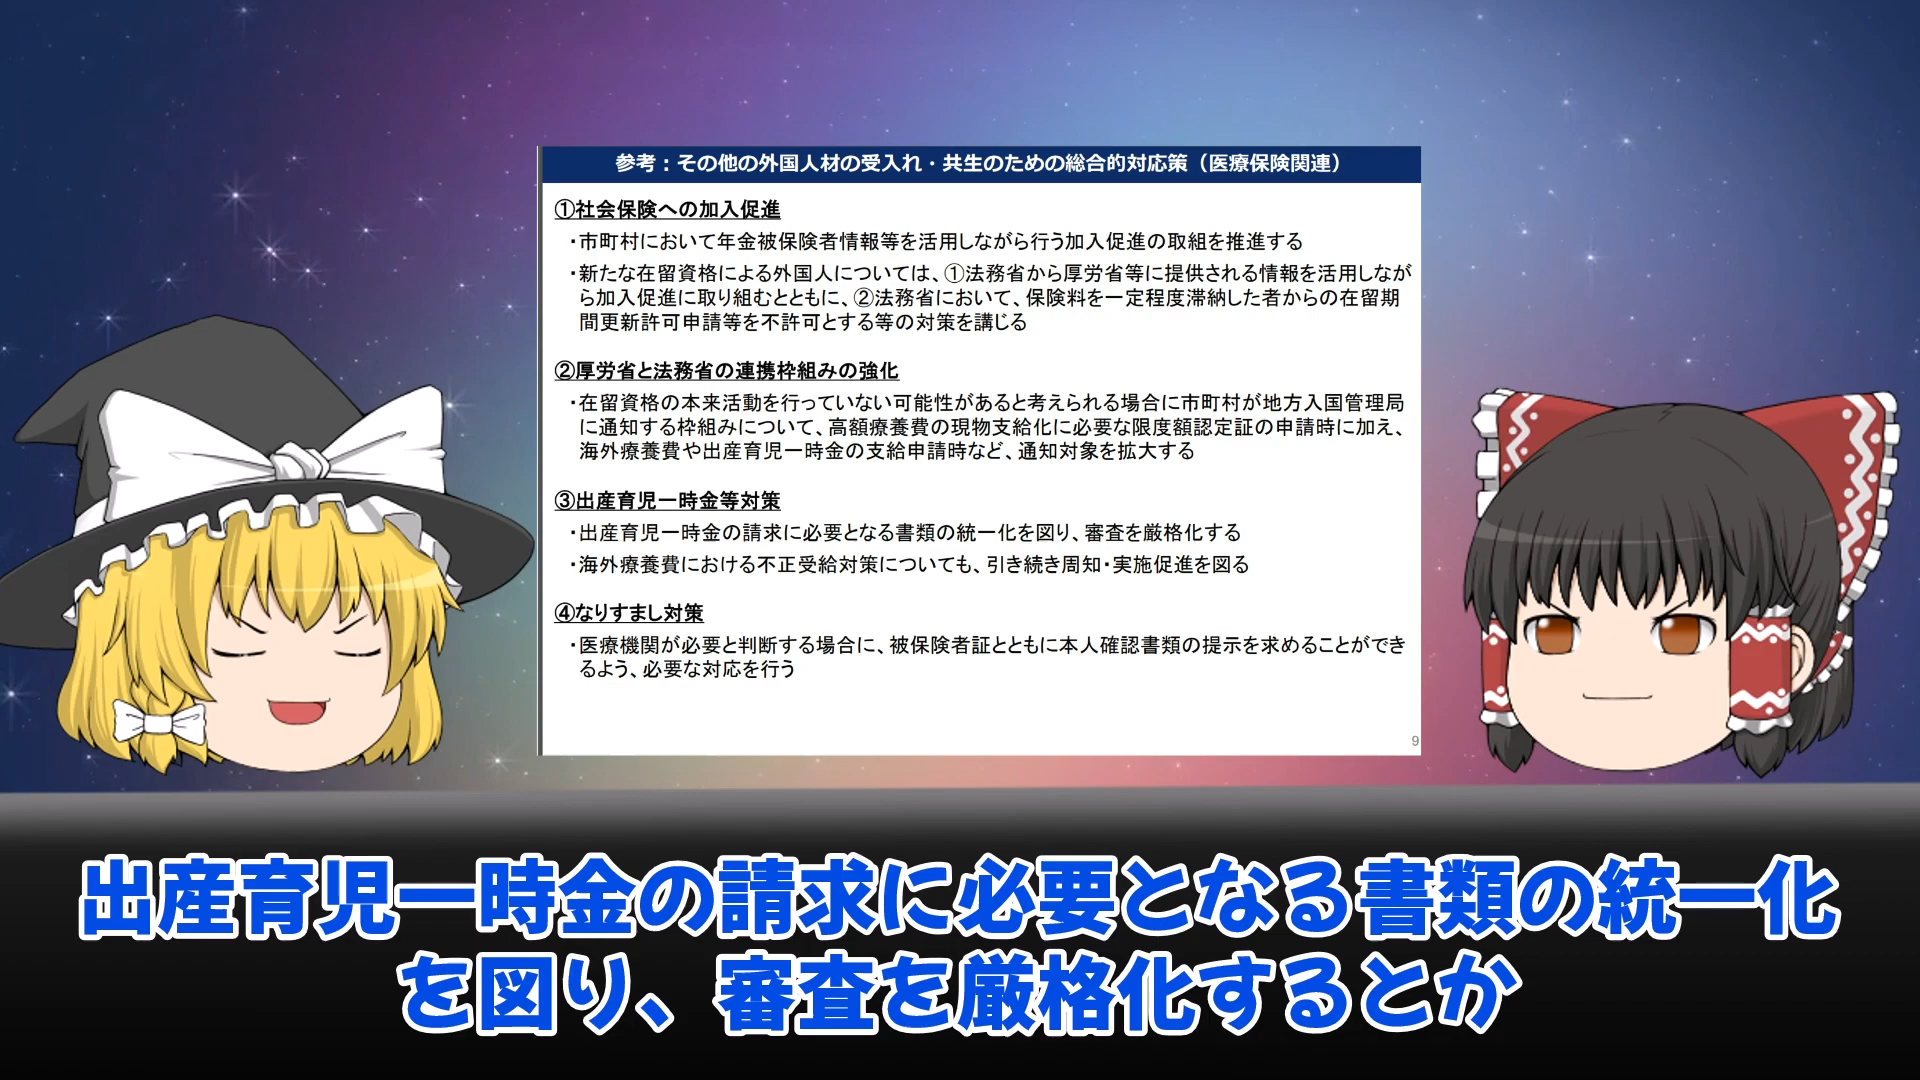 参考：その他の外国人材の受入れ・共生のための総合的対応策（医療保険関連）
①社会保険への加入促進
・市町村において年金被保険者情報等を活用しながら行う加入促進の取組を推進する
・新たな在留資格による外国人については、①法務省から厚労省等に提供される情報を活用しなが
ら加入促進に取り組むとともに、②法務省において、保険料を一定程度滞納した者からの在留期
間更新許可申請等を不許可とする等の対策を講じる
②厚労省と法務省の連携枠組みの強化
・在留資格の本来活動を行っていない可能性があると考えられる場合に市町村が地方入国管理局
に通知する枠組みについて、高額療養費の現物支給化に必要な限度額認定証の申請時に加え、
海外療養費や出産育児一時金の支給申請時など、通知対象を拡大する
③出産育児一時金等対策
・出産育児一時金の請求に必要となる書類の統一化を図り、審査を厳格化する
・海外療養費における不正受給対策についても、引き続き周知・実施促進を図る
④なりすまし対策
・医療機関が必要と判断する場合に、被保険者証とともに本人確認書類の提示を求めることができ
るよう、必要な対応を行う
9
出産育児一時金の請求に必要となる書類の統一化
を図り、審査を厳格化するとか